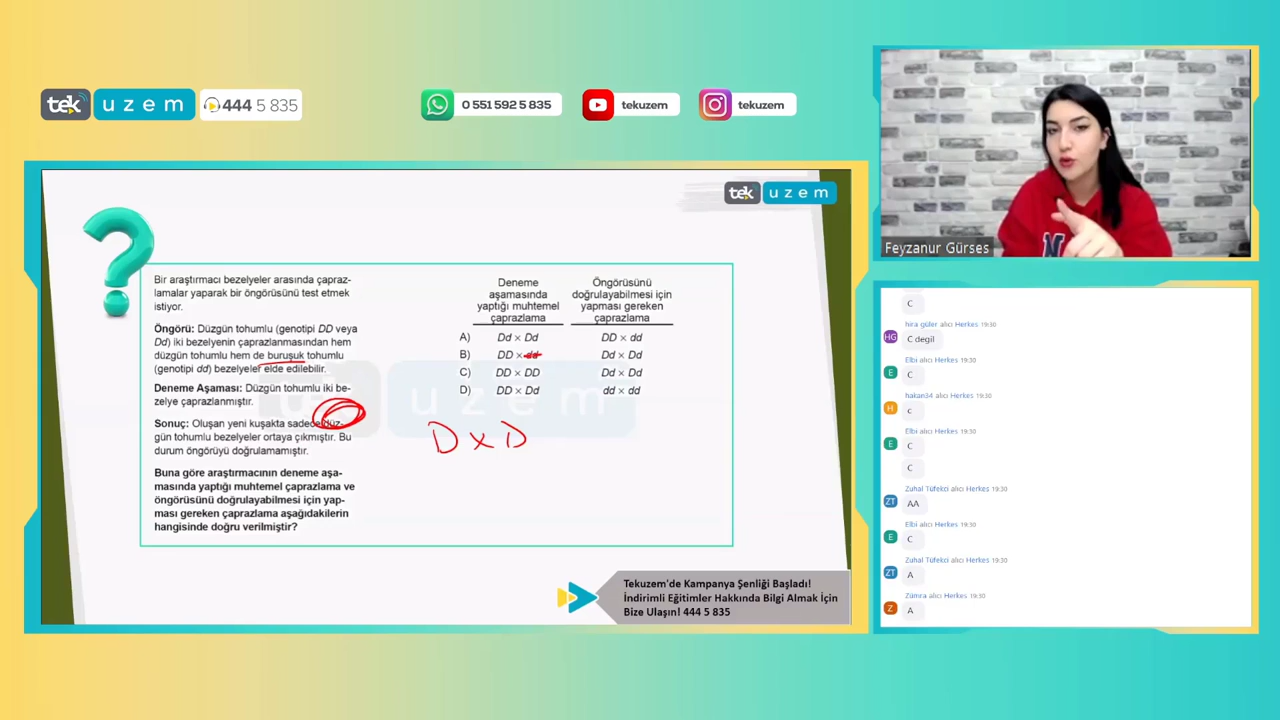 tek uzem 444 5 835
0 551 592 5 835
tekuzem
tekuzem
tek uzem
Bir araştırmacı bezelyeler arasında çapraz-
lamalar yaparak bir öngörüsünü test etmek
istiyor.
Öngörü: Düzgün tohumlu (genotipi DD veya
Dd) iki bezelyenin çaprazlanmasından hem
düzgün tohumlu hem de buruşuk tohumlu
(genotipi dd) bezelyeler elde edilebilir.
Deneme Aşaması: Düzgün tohumlu iki be-
zelye çaprazlanmıştır.
Sonuç: Oluşan yeni kuşakta sadece düz-
gün tohumlu bezelyeler ortaya çıkmıştır. Bu
durum öngörüyü doğrulamamıştır.
Buna göre araştırmacının deneme aşa-
masında yaptığı muhtemel çaprazlama ve
öngörüsünü doğrulayabilmesi için yap-
ması gereken çaprazlama aşağıdakilerin
hangisinde doğru verilmiştir?
Deneme
aşamasında
yaptığı muhtemel
çaprazlama
Öngörüsünü
doğrulayabilmesi için
yapması gereken
çaprazlama
A) Dd × Dd DD × dd
B) DD × dd Dd × Dd
C) DD × DD Dd × Dd
D) DD × Dd dd × dd
D x D
Tekuzem'de Kampanya Şenliği Başladı!
İndirimli Eğitimler Hakkında Bilgi Almak İçin
Bize Ulaşın! 444 5 835
Feyzanur Gürses
C
hira güler alıcı Herkes 19:30
HG C degil
Elbi alıcı Herkes 19:30
E C
hakan34 alıcı Herkes 19:30
H c
Elbi alıcı Herkes 19:30
E C
C
Zuhal Tüfekci alıcı Herkes 19:30
ZT AA
Elbi alıcı Herkes 19:30
E C
Zuhal Tüfekci alıcı Herkes 19:30
ZT A
Zümra alıcı Herkes 19:30
Z A